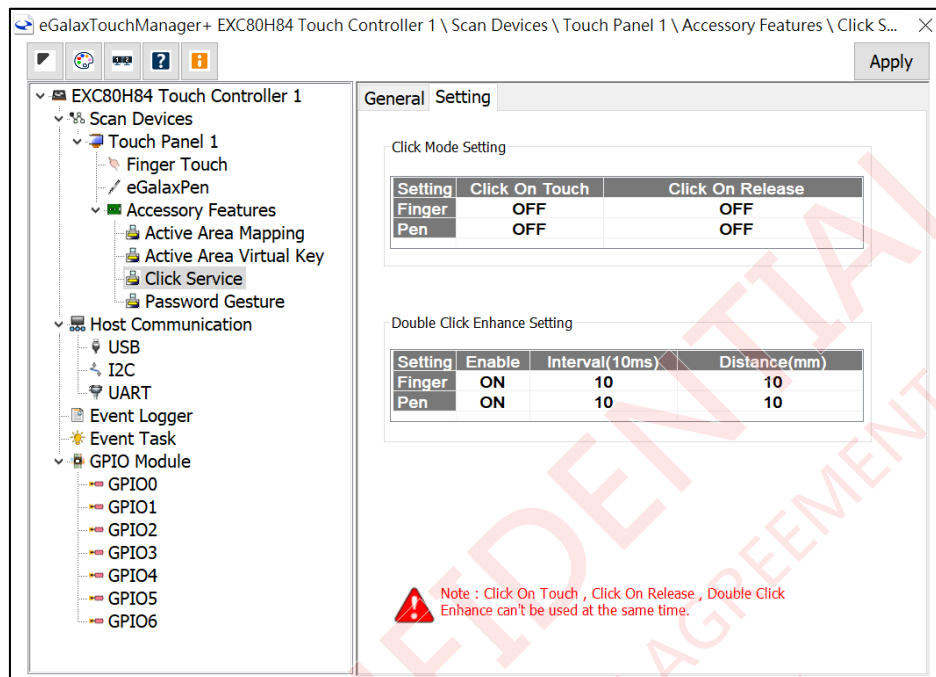 eGalaxTouchManager+ EXC80H84 Touch Controller 1 \ Scan Devices \ Touch Panel 1 \ Accessory Features \ Click S...
Apply
EXC80H84 Touch Controller 1
Scan Devices
Touch Panel 1
Finger Touch
eGalaxPen
Accessory Features
Active Area Mapping
Active Area Virtual Key
Click Service
Password Gesture
Host Communication
USB
I2C
UART
Event Logger
Event Task
GPIO Module
GPIO0
GPIO1
GPIO2
GPIO3
GPIO4
GPIO5
GPIO6
General Setting
Click Mode Setting
Setting Click On Touch Click On Release
Finger OFF OFF
Pen OFF OFF
Double Click Enhance Setting
Setting Enable Interval(10ms) Distance(mm)
Finger ON 10 10
Pen ON 10 10
Note : Click On Touch , Click On Release , Double Click
Enhance can't be used at the same time.